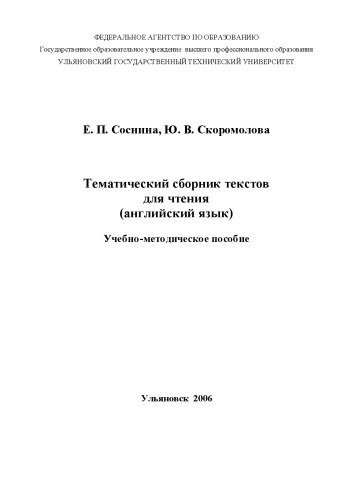 ФЕДЕРАЛЬНОЕ АГЕНТСТВО ПО ОБРАЗОВАНИЮ
Государственное образовательное учреждение высшего профессионального образования
УЛЬЯНОВСКИЙ ГОСУДАРСТВЕННЫЙ ТЕХНИЧЕСКИЙ УНИВЕРСИТЕТ
Е. П. Соснина, Ю. В. Скоромолова
Тематический сборник текстов
для чтения
(английский язык)
Учебно-методическое пособие
Ульяновск 2006